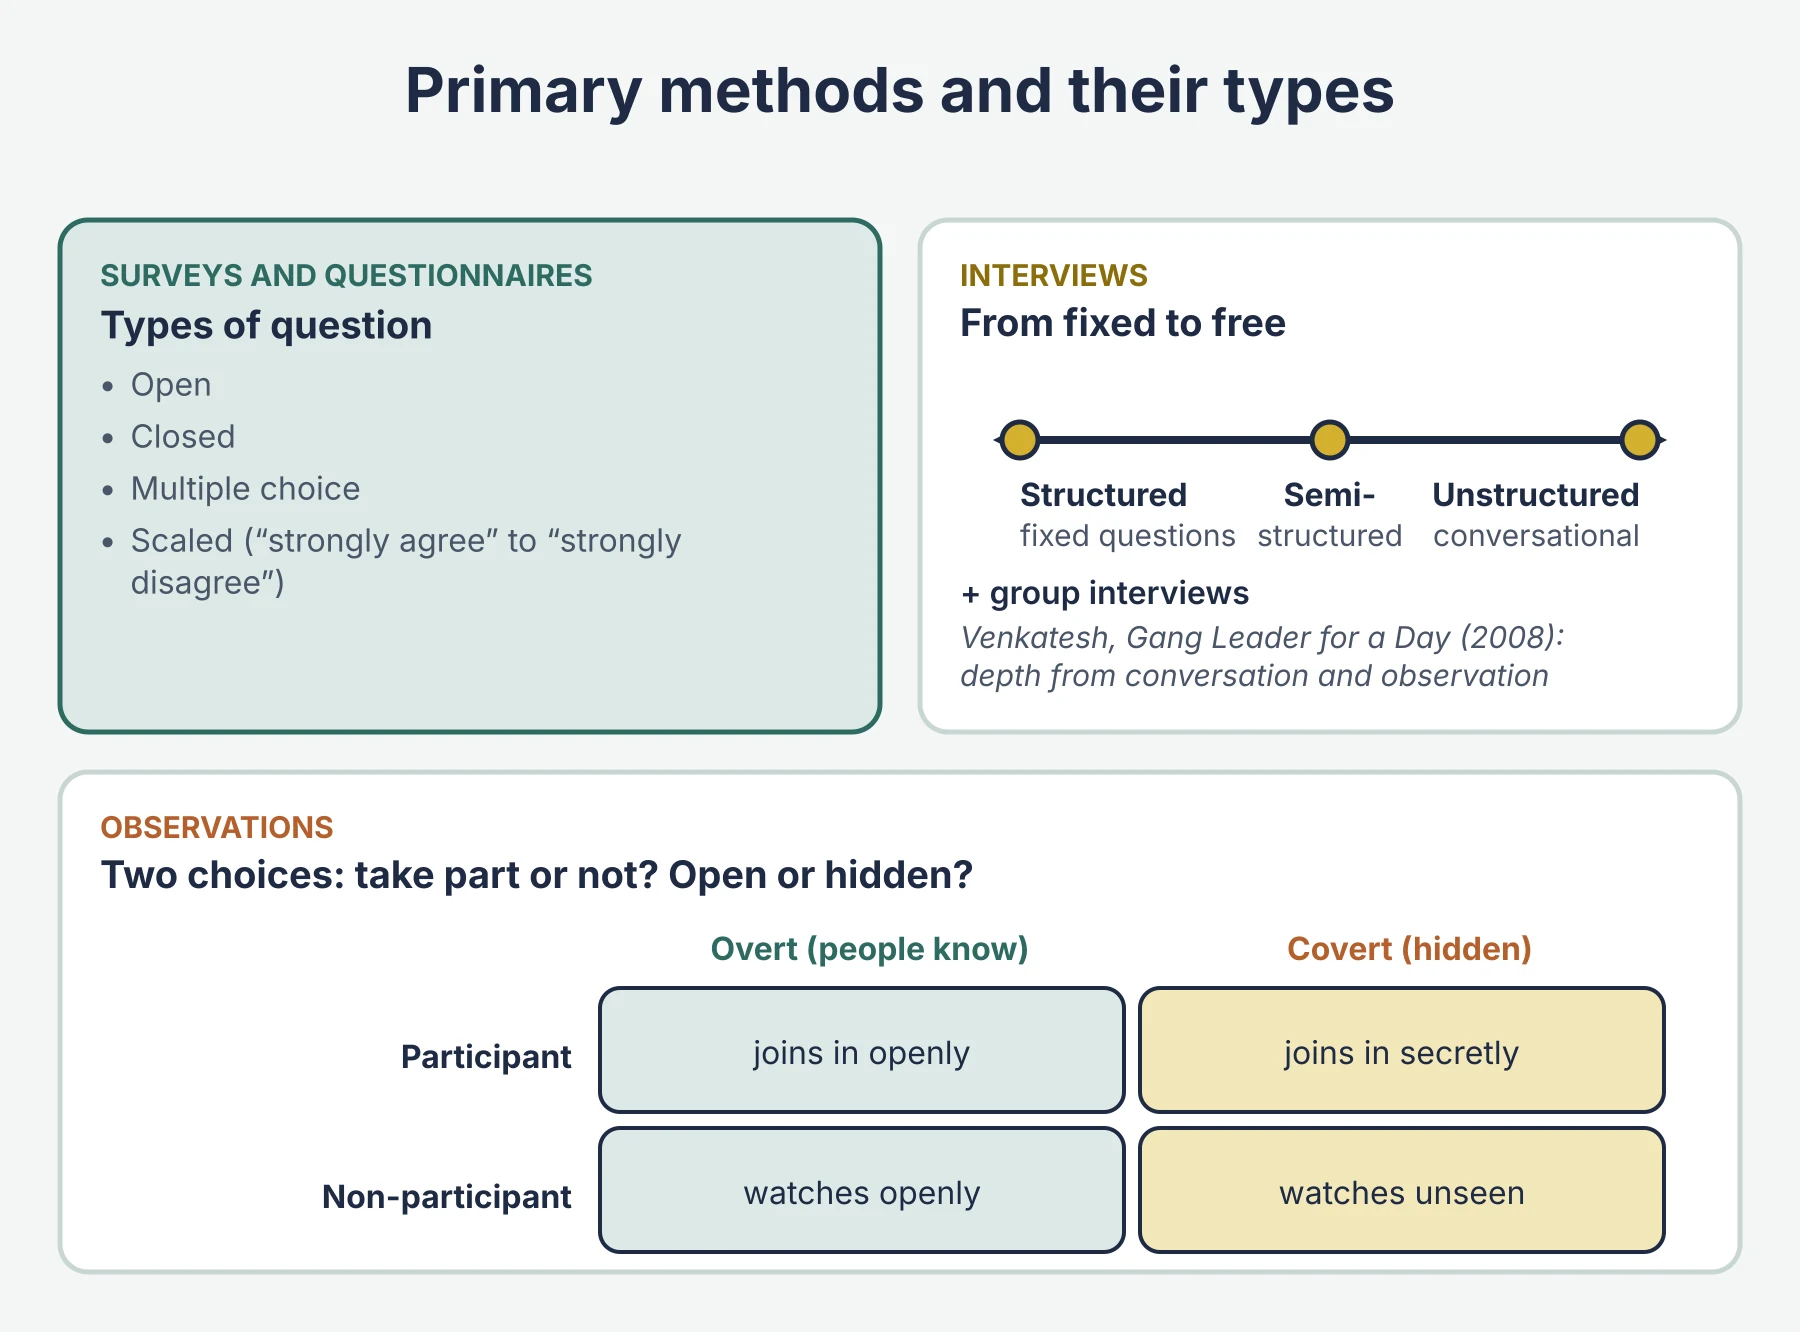 Primary methods and their types
SURVEYS AND QUESTIONNAIRES
Types of question
• Open
• Closed
• Multiple choice
• Scaled (“strongly agree” to “strongly
disagree”)
INTERVIEWS
From fixed to free
Structured
fixed questions
Semi-
structured
Unstructured
conversational
+ group interviews
Venkatesh, Gang Leader for a Day (2008):
depth from conversation and observation
OBSERVATIONS
Two choices: take part or not? Open or hidden?
Overt (people know)
Covert (hidden)
Participant
joins in openly
joins in secretly
Non-participant
watches openly
watches unseen